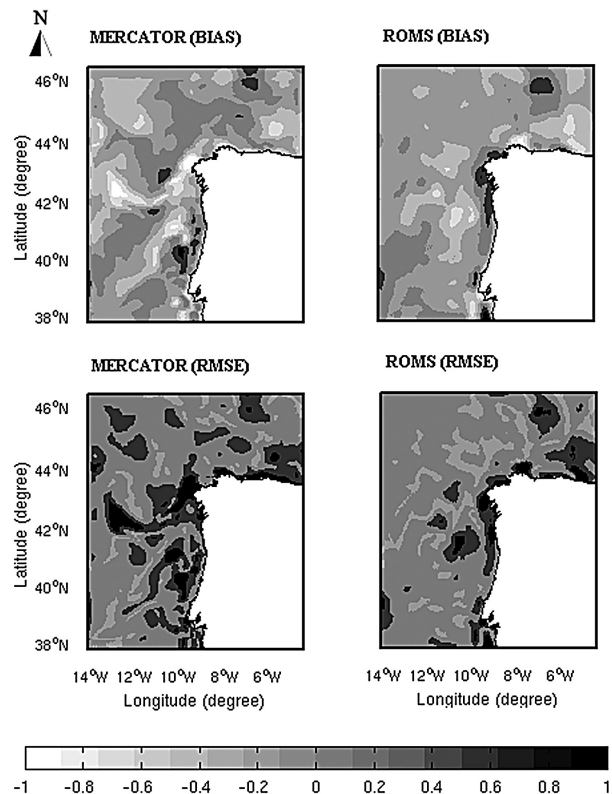 N
MERCATOR (BIAS)
ROMS (BIAS)
46°N
44°N
42°N
40°N
38°N
Latitude (degree)
MERCATOR (RMSE)
ROMS (RMSE)
46°N
44°N
42°N
40°N
38°N
Latitude (degree)
14°W 12°W 10°W 8°W 6°W
14°W 12°W 10°W 8°W 6°W
Longitude (degree)
Longitude (degree)
-1 -0.8 -0.6 -0.4 -0.2 0 0.2 0.4 0.6 0.8 1